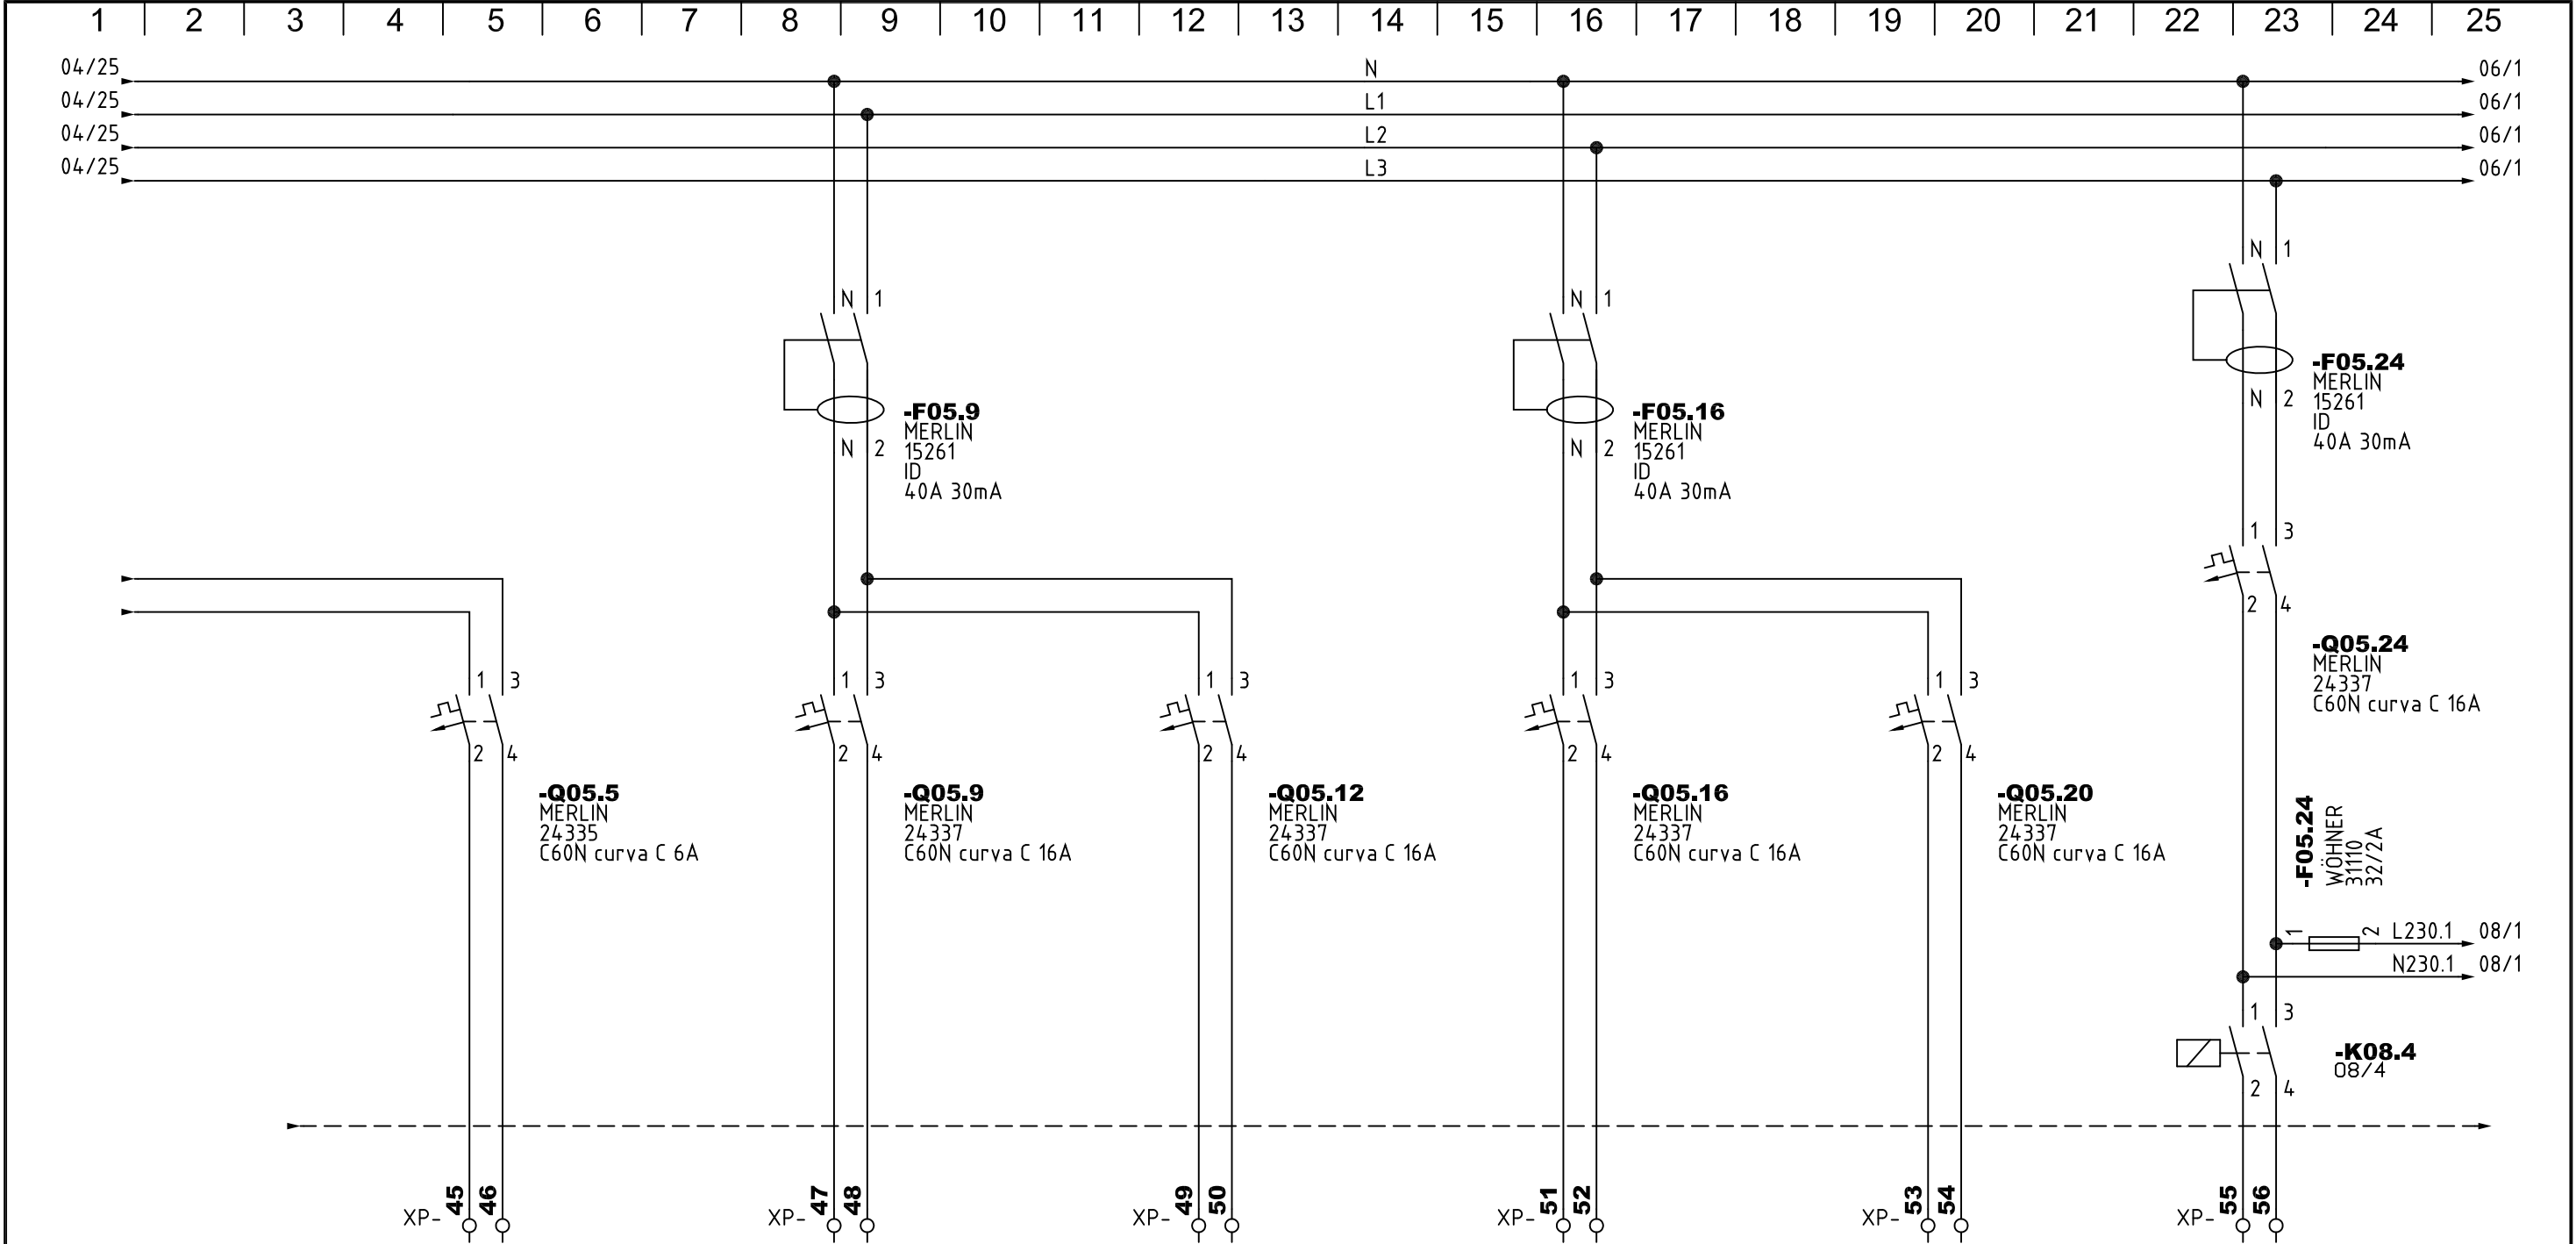 1 2 3 4 5 6 7 8 9 10 11 12 13 14 15 16 17 18 19 20 21 22 23 24 25
04/25 N 06/1
04/25 L1 06/1
04/25 L2 06/1
04/25 L3 06/1
N 1
-F05.9
MERLIN
15261
ID
40A 30mA
N 2
N 1
-F05.16
MERLIN
15261
ID
40A 30mA
N 2
N 1
-F05.24
MERLIN
15261
ID
40A 30mA
N 2
1 3
2 4
-Q05.24
MERLIN
24337
C60N curva C 16A
1 3
2 4
-Q05.5
MERLIN
24335
C60N curva C 6A
1 3
2 4
-Q05.9
MERLIN
24337
C60N curva C 16A
1 3
2 4
-Q05.12
MERLIN
24337
C60N curva C 16A
1 3
2 4
-Q05.16
MERLIN
24337
C60N curva C 16A
1 3
2 4
-Q05.20
MERLIN
24337
C60N curva C 16A
-F05.24
WÖHNER
31110
32/2A
1 2 L230.1 08/1
N230.1 08/1
1 3
-K08.4
08/4
2 4
XP- 45 46
XP- 47 48
XP- 49 50
XP- 51 52
XP- 53 54
XP- 55 56